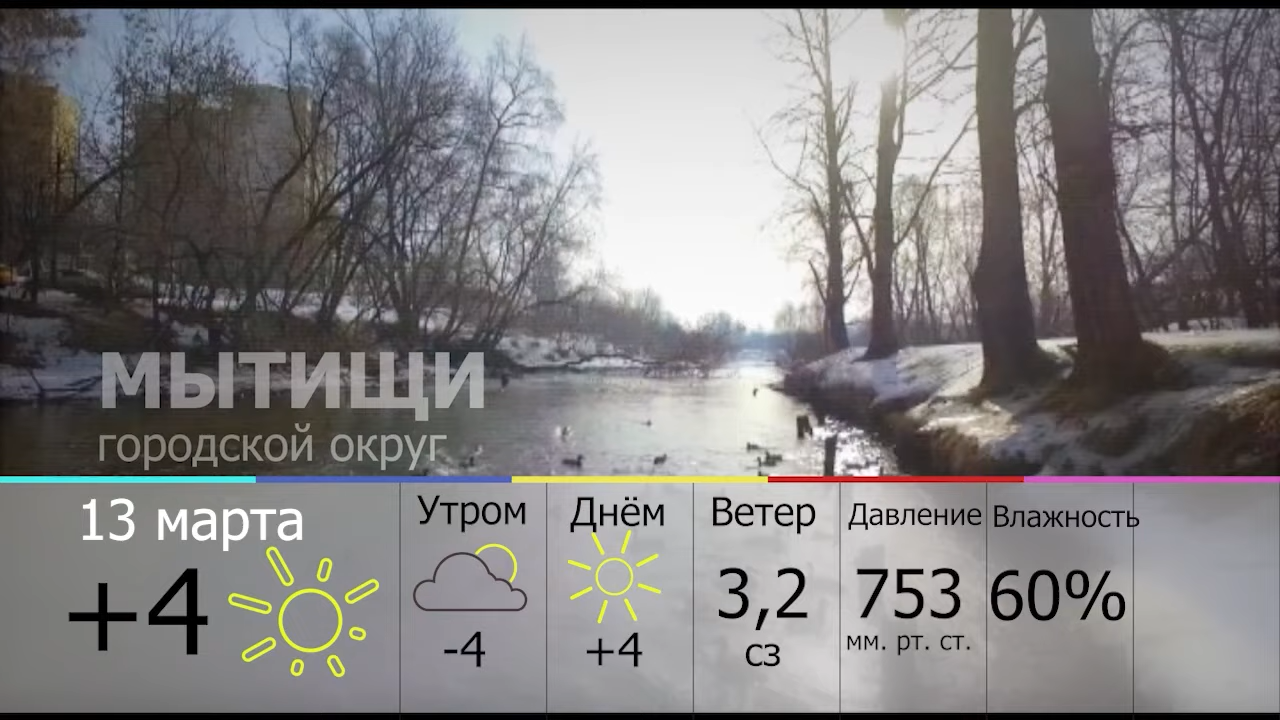 МЫТИЩИ
городской округ
13 марта
+4
Утром
-4
Днём
+4
Ветер
3,2
сз
Давление
753
мм. рт. ст.
Влажность
60%